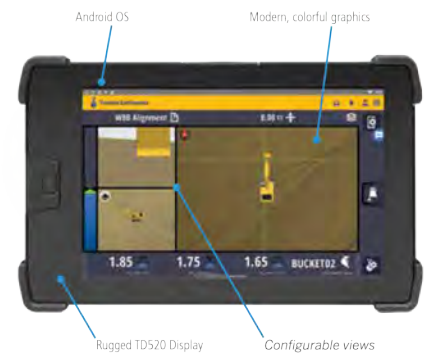 Android OS
Modern, colorful graphics
WBB Alignment
0.00
1.85
1.75
1.65
BUCKET02
Rugged TD520 Display
Configurable views